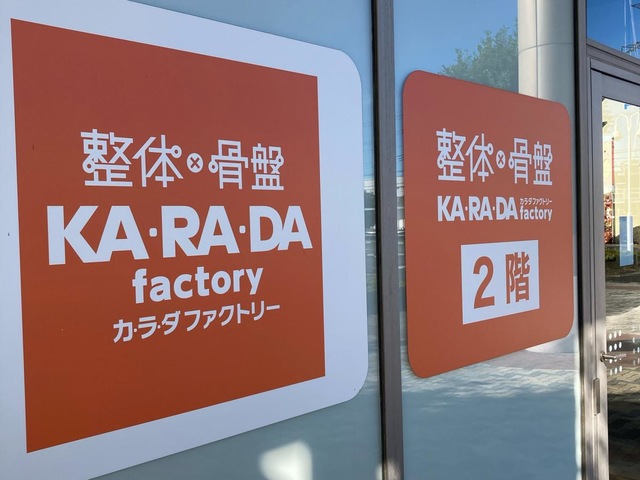 整体×骨盤
KA・RA・DA
factory
カ・ラ・ダファクトリー
整体×骨盤
KA・RA・DA factory
カラダファクトリー
2階